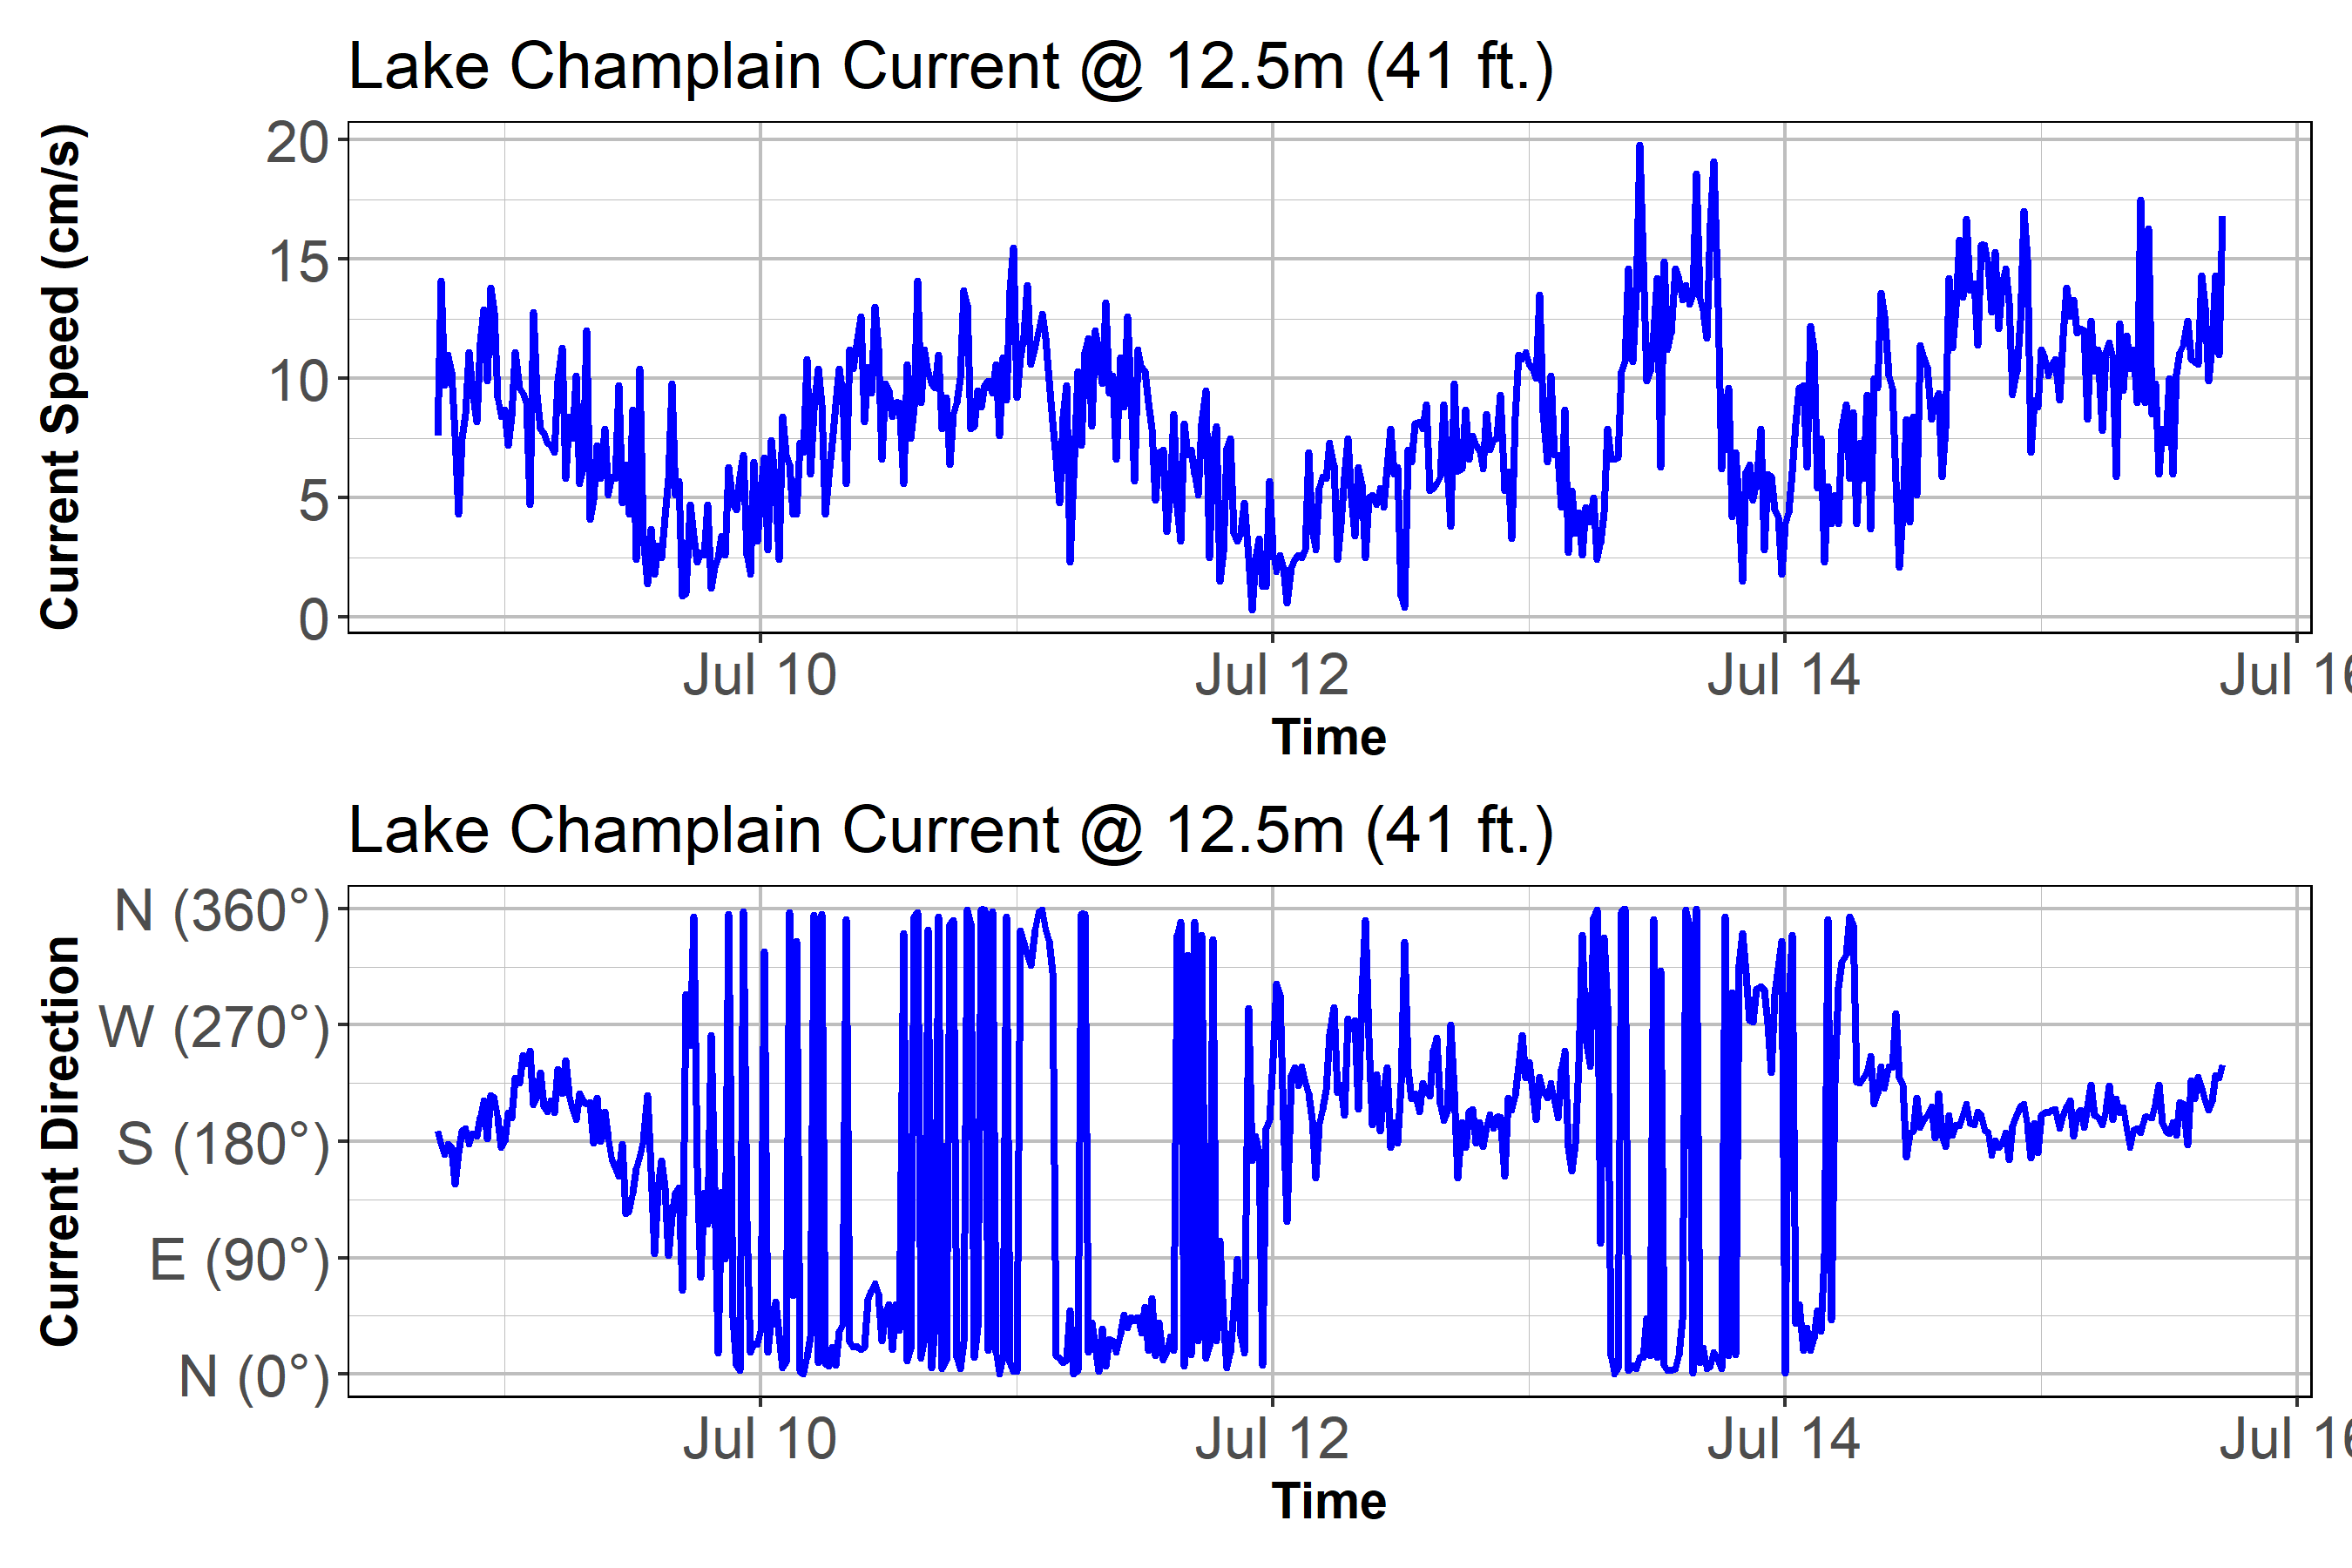 Lake Champlain Current @ 12.5m (41 ft.)
Current Speed (cm/s)
20
15
10
5
0
Jul 10 Jul 12 Jul 14 Jul 16
Time
Lake Champlain Current @ 12.5m (41 ft.)
Current Direction
N (360°)
W (270°)
S (180°)
E (90°)
N (0°)
Jul 10 Jul 12 Jul 14 Jul 16
Time